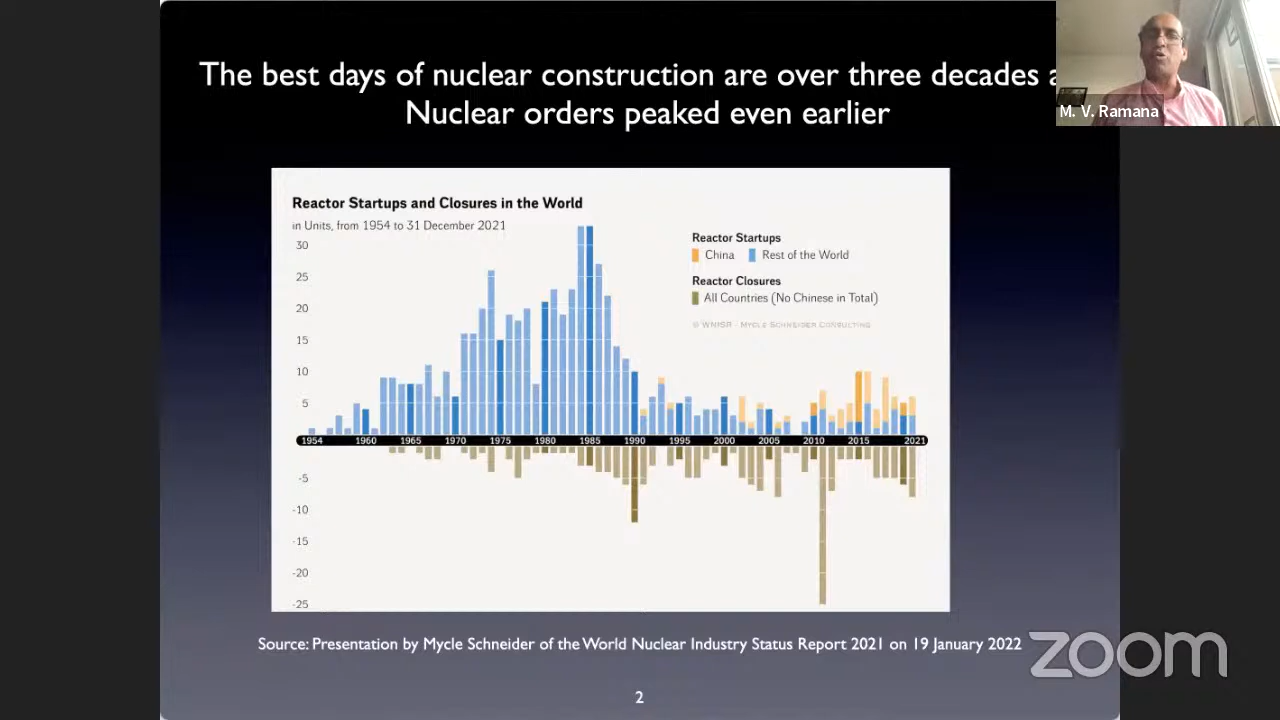 The best days of nuclear construction are over three decades
Nuclear orders peaked even earlier
M. V. Ramana
Reactor Startups and Closures in the World
in Units, from 1954 to 31 December 2021
Reactor Startups
China Rest of the World
Reactor Closures
All Countries (No Chinese in Total)
© WNISR - Mycle Schneider Consulting
30
25
20
15
10
5
1954 1960 1965 1970 1975 1980 1985 1990 1995 2000 2005 2010 2015 2021
-5
-10
-15
-20
-25
Source: Presentation by Mycle Schneider of the World Nuclear Industry Status Report 2021 on 19 January 2022
zoom
2